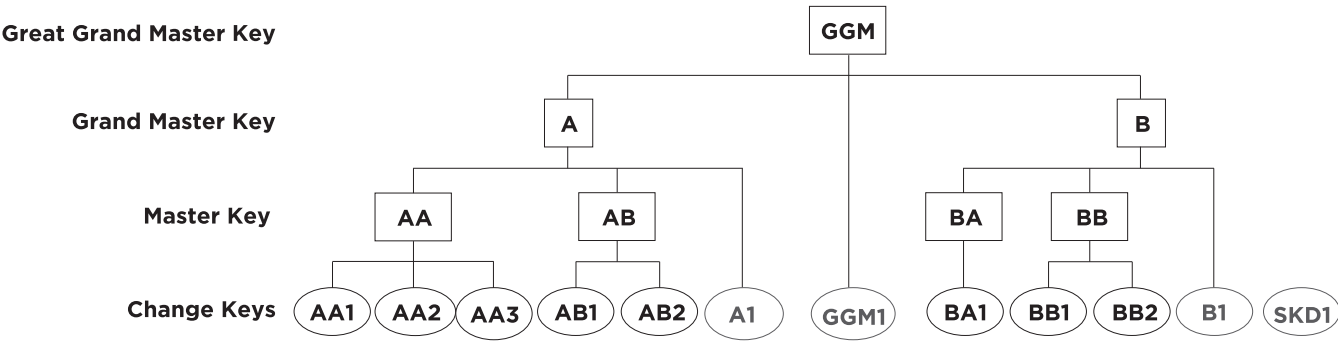 Great Grand Master Key GGM
Grand Master Key A B
Master Key AA AB BA BB
Change Keys AA1 AA2 AA3 AB1 AB2 A1 GGM1 BA1 BB1 BB2 B1 SKD1